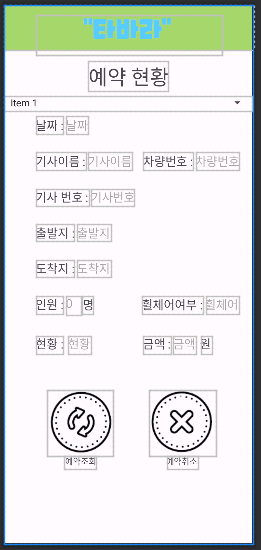 "타바라"
예약 현황
Item 1
날짜 : 날짜
기사이름 : 기사이름 차량번호 : 차량번호
기사 번호 : 기사번호
출발지 : 출발지
도착지 : 도착지
인원 : 0 명 휠체어여부 : 휠체어
현황 : 현황 금액 : 금액 원
예약조회 예약취소